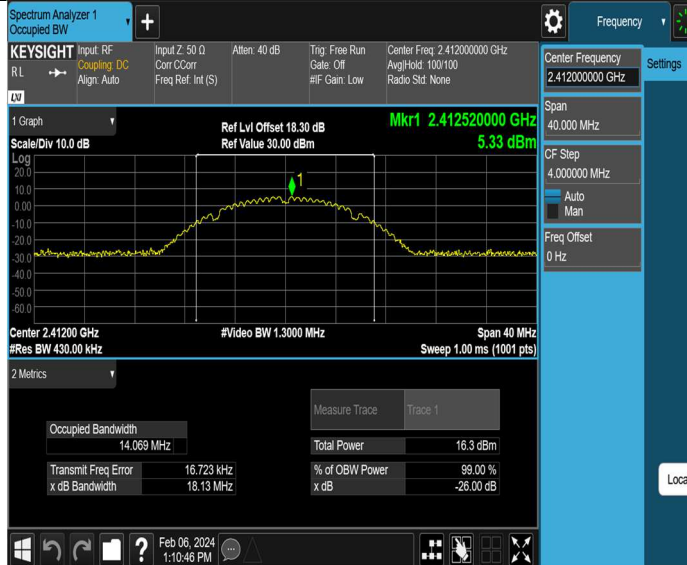 Spectrum Analyzer 1
Occupied BW
+
Frequency
KEYSIGHT
RL
LXI
Input: RF
Coupling: DC
Align: Auto
Input Z: 50 Ω
Corr CCorr
Freq Ref: Int (S)
Atten: 40 dB
Trig: Free Run
Gate: Off
#IF Gain: Low
Center Freq: 2.412000000 GHz
Avg|Hold: 100/100
Radio Std: None
Center Frequency
2.412000000 GHz
Settings
Span
40.000 MHz
CF Step
4.000000 MHz
Auto
Man
Freq Offset
0 Hz
1 Graph
Scale/Div 10.0 dB
Ref Lvl Offset 18.30 dB
Ref Value 30.00 dBm
Mkr1 2.412520000 GHz
5.33 dBm
Log
20.0
10.0
0.00
-10.0
-20.0
-30.0
-40.0
-50.0
-60.0
1
Center 2.41200 GHz
#Res BW 430.00 kHz
#Video BW 1.3000 MHz
Span 40 MHz
Sweep 1.00 ms (1001 pts)
2 Metrics
Measure Trace
Trace 1
Occupied Bandwidth
14.069 MHz
Total Power
16.3 dBm
Transmit Freq Error
16.723 kHz
% of OBW Power
99.00 %
x dB Bandwidth
18.13 MHz
x dB
-26.00 dB
Loca
?
Feb 06, 2024
1:10:46 PM